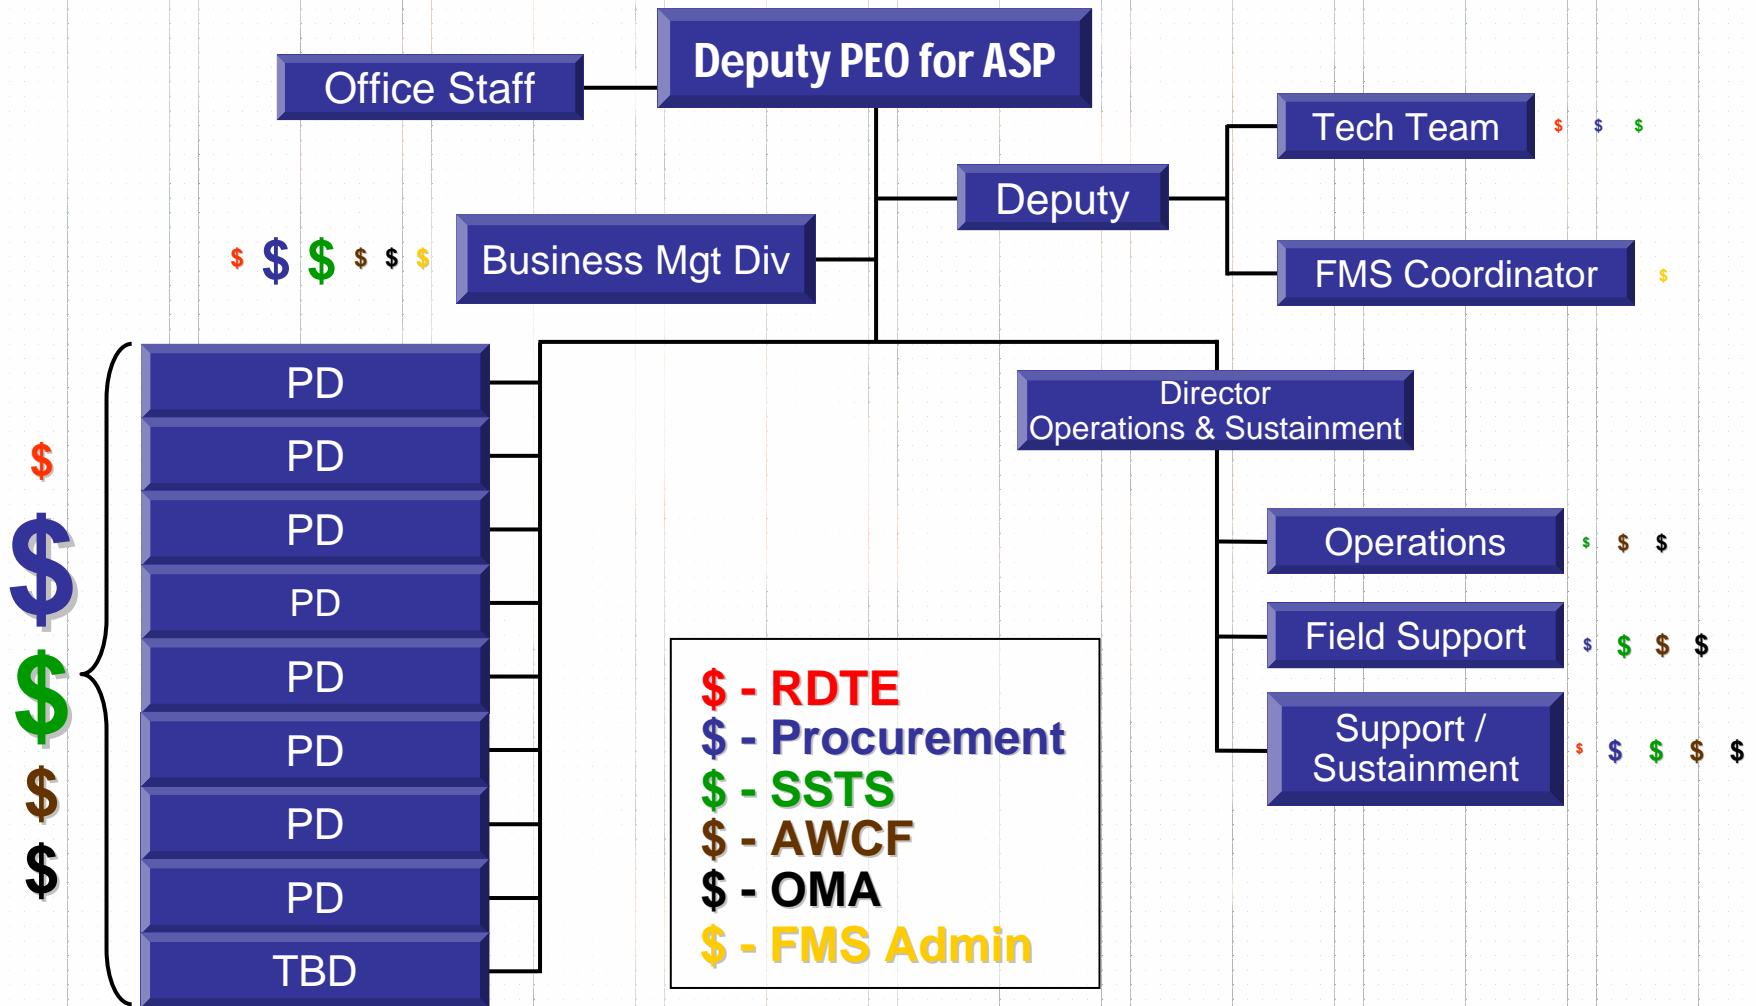 Deputy PEO for ASP
Office Staff
Tech Team $ $ $
Deputy
$ $ $ $ $ $ Business Mgt Div
FMS Coordinator $
PD
Director
Operations & Sustainment
PD
$
PD
Operations $ $ $
$
PD
Field Support $ $ $ $
PD
$
PD
Support /
Sustainment $ $ $ $ $
$
PD
PD
$
TBD
$ - RDTE
$ - Procurement
$ - SSTS
$ - AWCF
$ - OMA
$ - FMS Admin